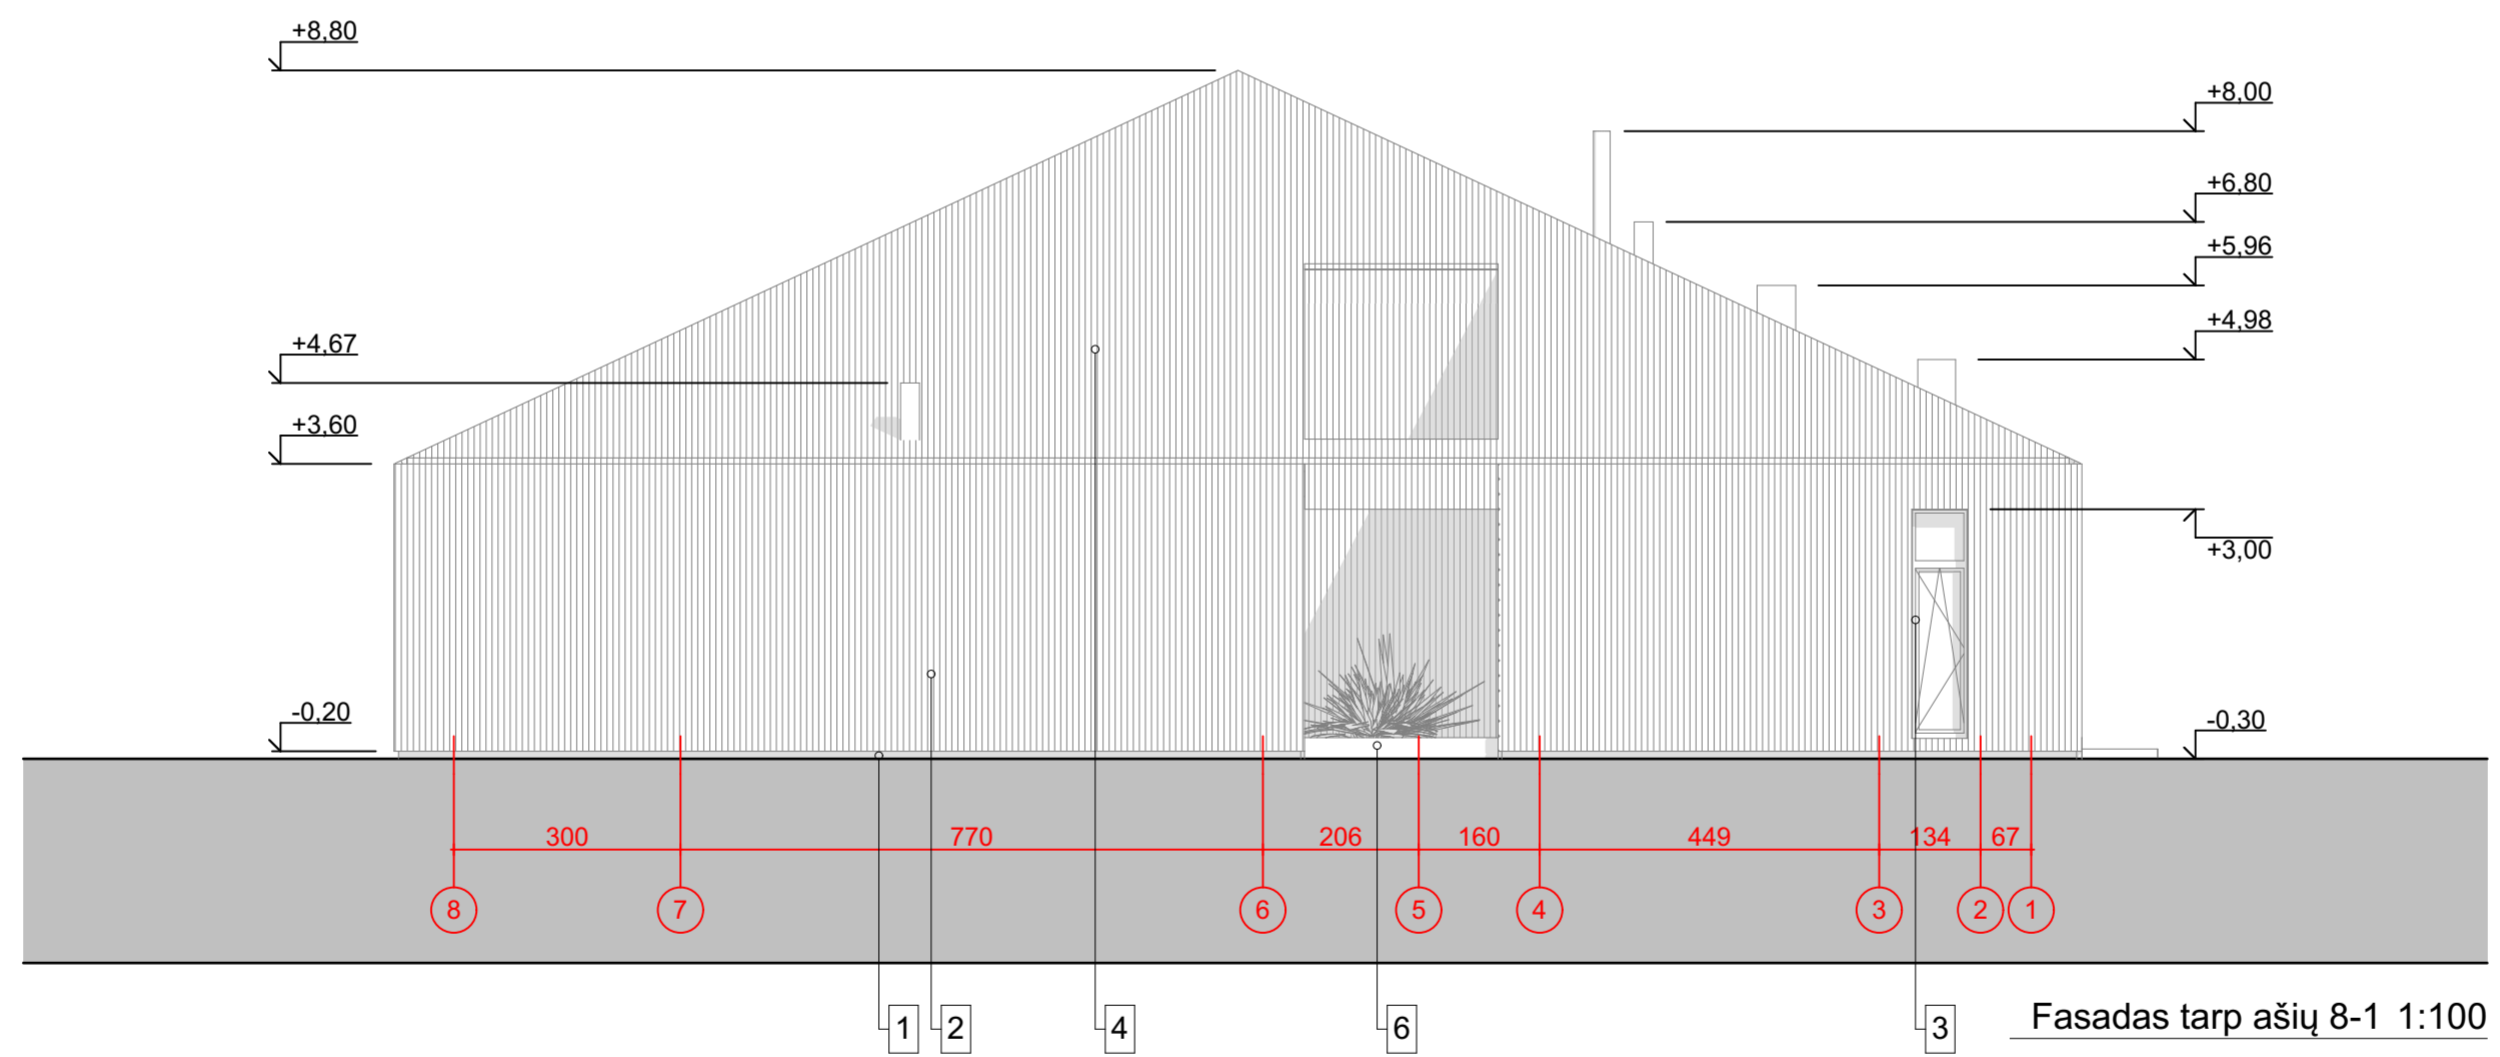 +8,80
+8,00
+6,80
+5,96
+4,98
+4,67
+3,60
+3,00
-0,20
-0,30
300 770 206 160 449 134 67
8 7 6 5 4 3 2 1
1 2 4 6 3
Fasadas tarp ašių 8-1 1:100